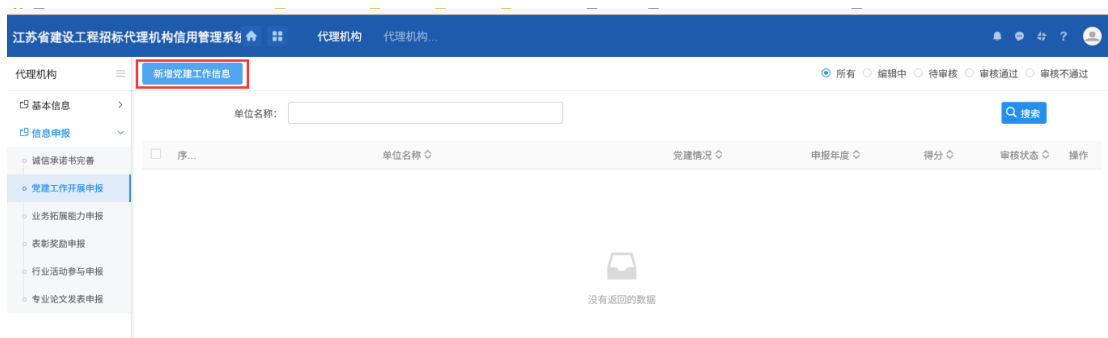 江苏省建设工程招标代理机构信用管理系统 代理机构 代理机构...
代理机构 新增党建工作信息 所有 编辑中 待审核 审核通过 审核不通过
基本信息
单位名称： 搜索
信息申报
序... 单位名称 党建情况 申报年度 得分 审核状态 操作
诚信承诺书完善
党建工作开展申报
业务拓展能力申报
表彰奖励申报
行业活动参与申报
专业论文发表申报
没有返回的数据